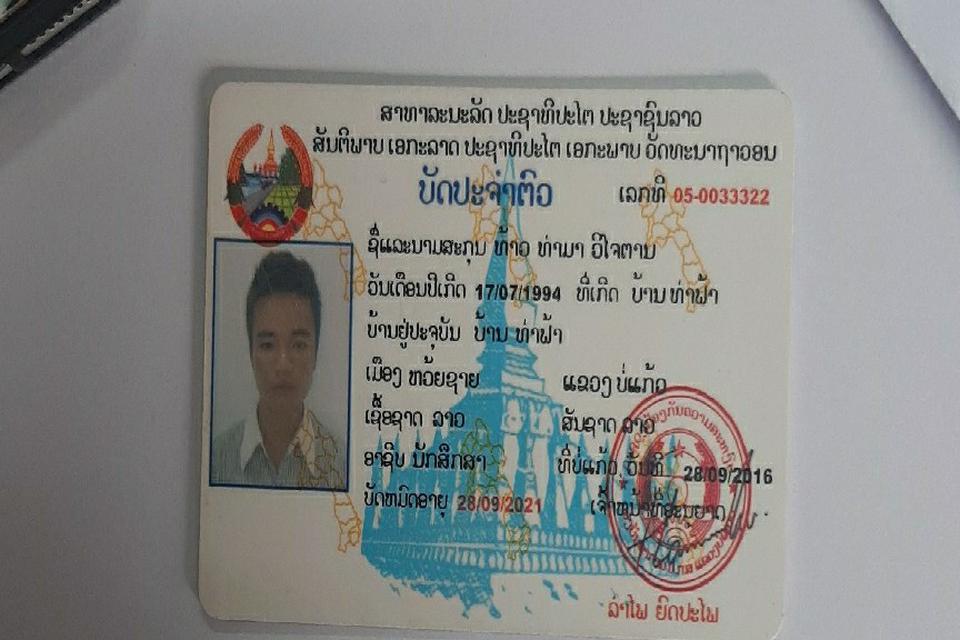 ສາທາລະນະລັດ ປະຊາທິປະໄຕ ປະຊາຊົນລາວ
ສັນຕິພາບ ເອກະລາດ ປະຊາທິປະໄຕ ເອກະພາບ ວັດທະນາຖາວອນ
ບັດປະຈຳຕົວ ເລກທີ 05-0033322
ຊື່ແລະນາມສະກຸນ ທ້າວ ທ່າມາ ວິໄຈຕານ
ວັນເດືອນປີເກີດ 17/07/1994 ທີ່ເກີດ ບ້ານ ທ່າຟ້າ
ບ້ານຢູ່ປະຈຸບັນ ບ້ານ ທ່າຟ້າ
ເມືອງ ຫວ້ຍຊາຍ ແຂວງ ບໍ່ແກ້ວ
ເຊື້ອຊາດ ລາວ ສັນຊາດ ລາວ
ອາຊີບ ນັກສຶກສາ ທີ່ບໍ່ແກ້ວ ວັນທີ 28/09/2016
ບັດຫມົດອາຍຸ 28/09/2021 ເຈົ້າຫນ້າທີ່ອະນຸຍາດ
ລຳໄພ ຍົດປະໄພ